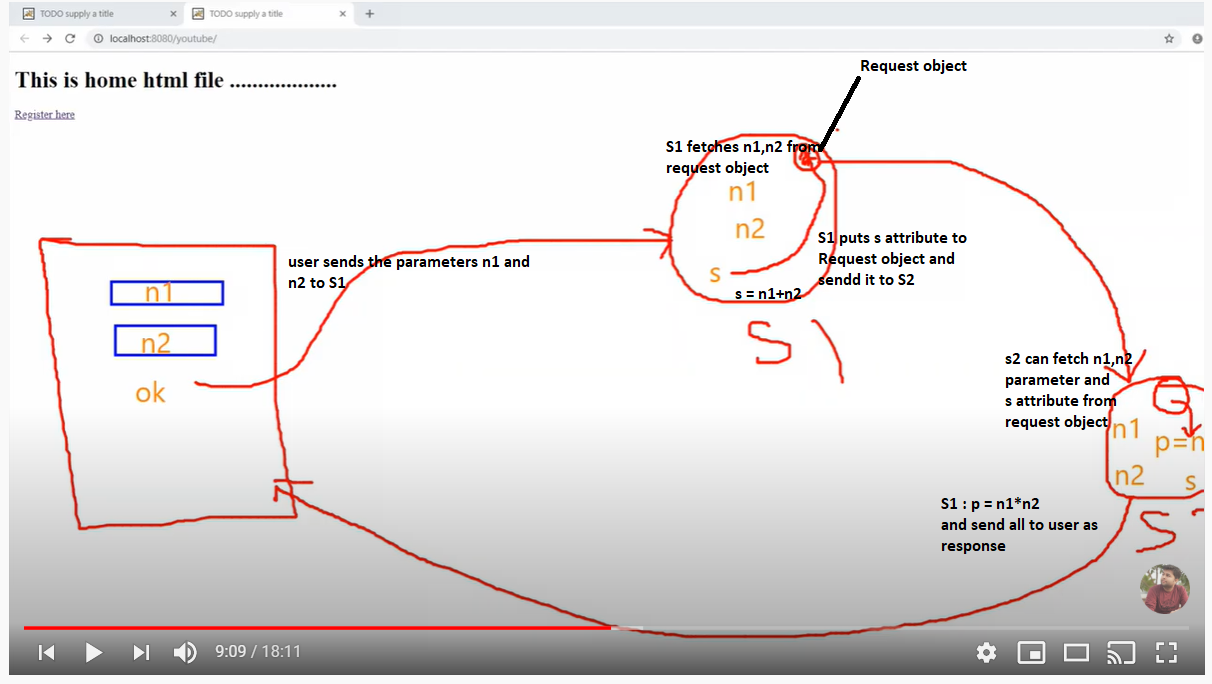 TODO supply a title
TODO supply a title
localhost:8080/youtube/
This is home html file ...................
Register here
Request object
S1 fetches n1,n2 from
request object
n1
n2
s
s = n1+n2
S1 puts s attribute to
Request object and
sendd it to S2
S1
user sends the parameters n1 and
n2 to S1
n1
n2
ok
s2 can fetch n1,n2
parameter and
s attribute from
request object
n1
p=n
n2
s
S
S1 : p = n1*n2
and send all to user as
response
9:09 / 18:11